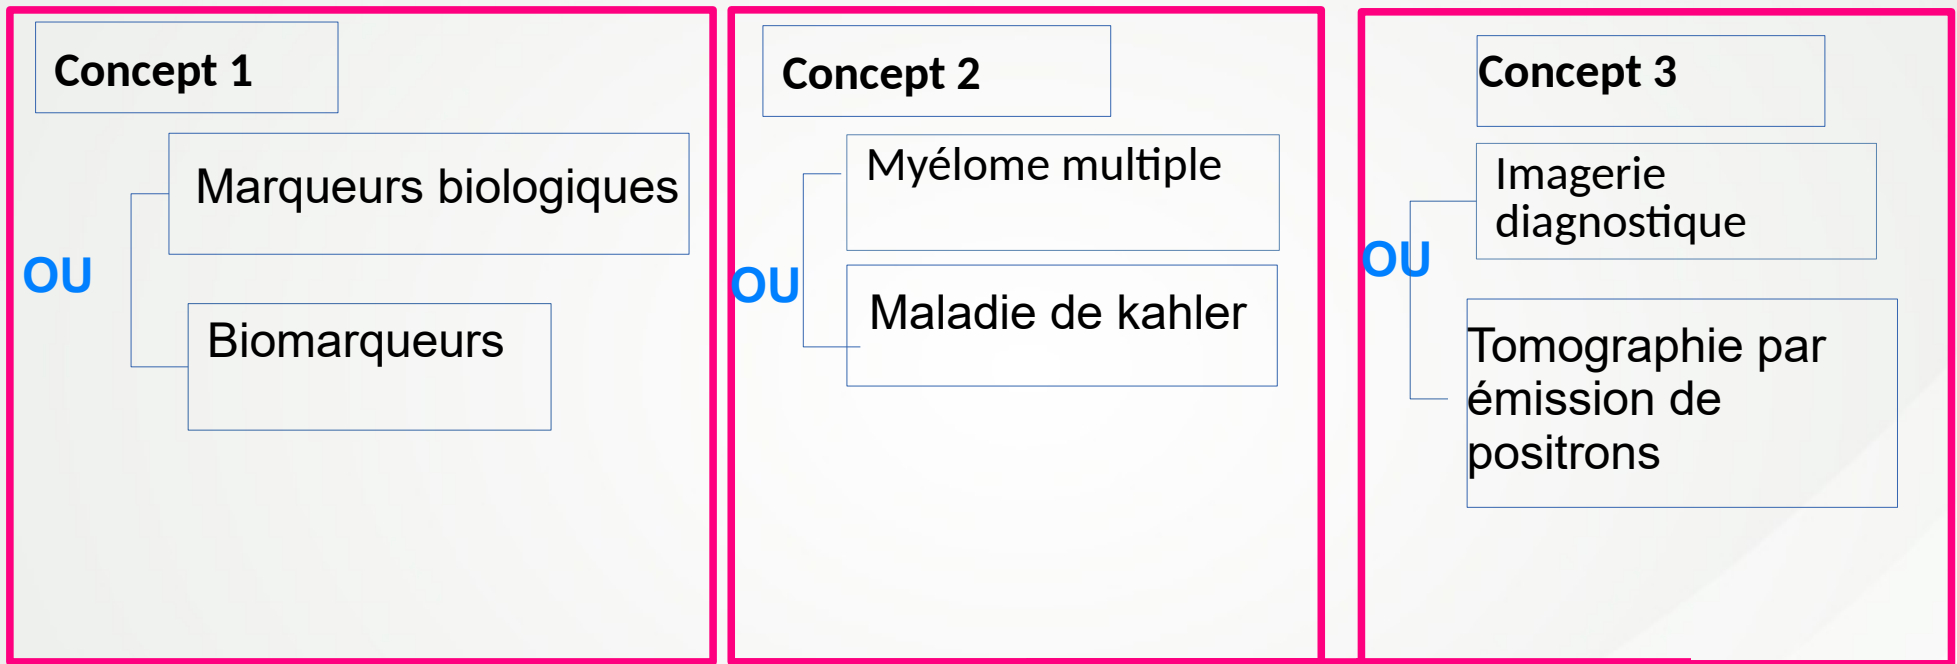 Concept 1
Marqueurs biologiques
OU
Biomarqueurs
Concept 2
Myélome multiple
OU
Maladie de kahler
Concept 3
Imagerie
diagnostique
OU
Tomographie par
émission de
positrons